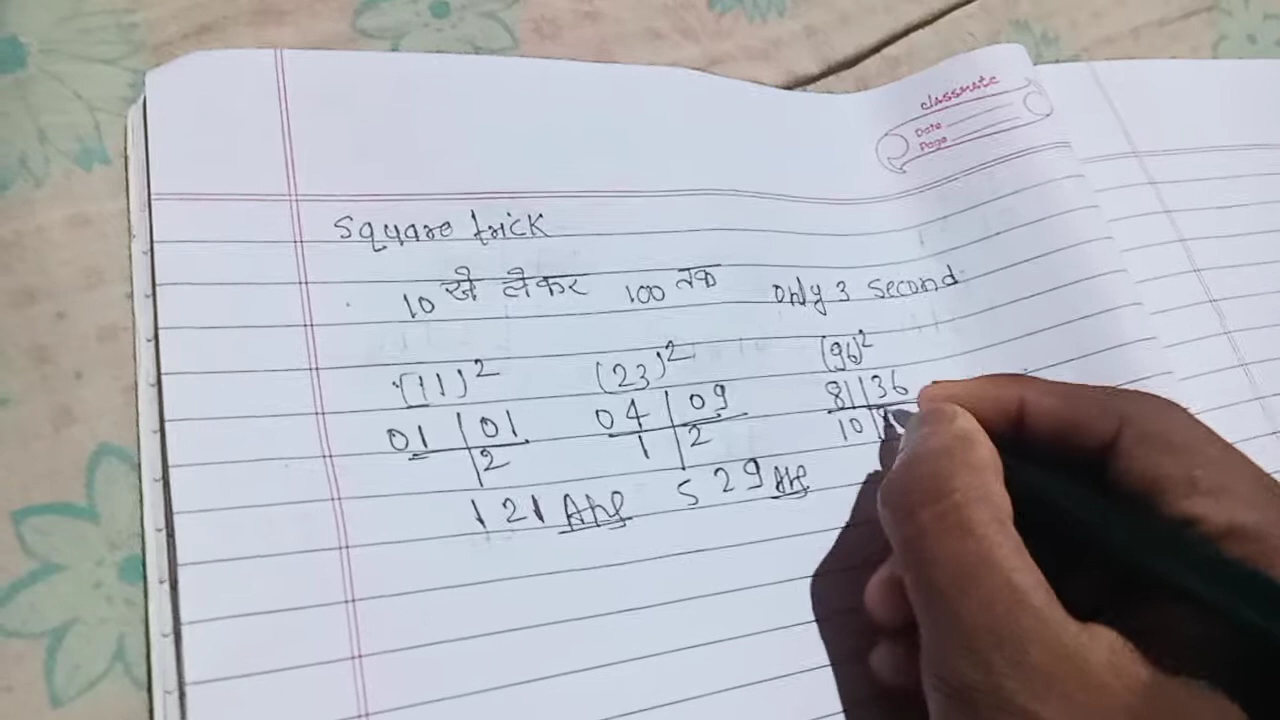 classmate
Date
Page
Square trick
10 से लेकर 100 तक only 3 second
(11)² (23)² (96)²
01 | 01 04 | 09 81 | 36
2 1 | 2 10 |
121 Ans 529 Ans